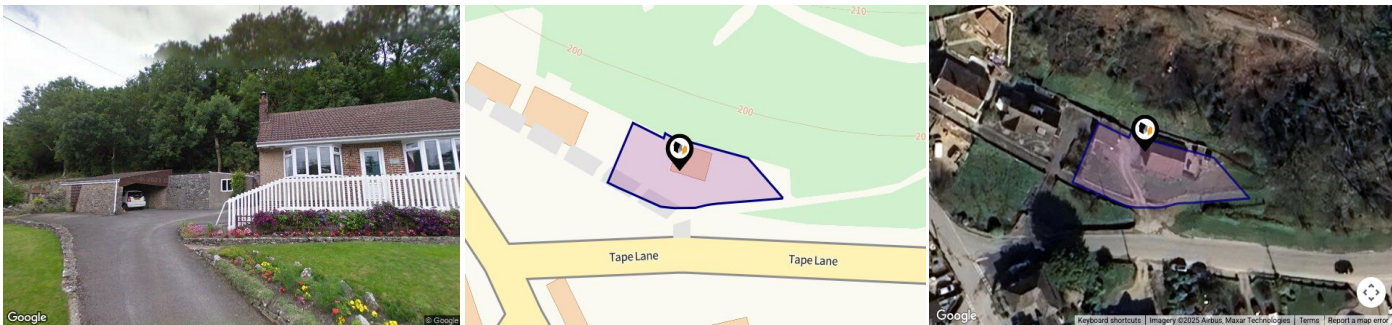 Google
© Google
210
200
200
20
Tape Lane
Tape Lane
Google
Keyboard shortcuts
Imagery ©2025 Airbus, Maxar Technologies
Terms
Report a map error